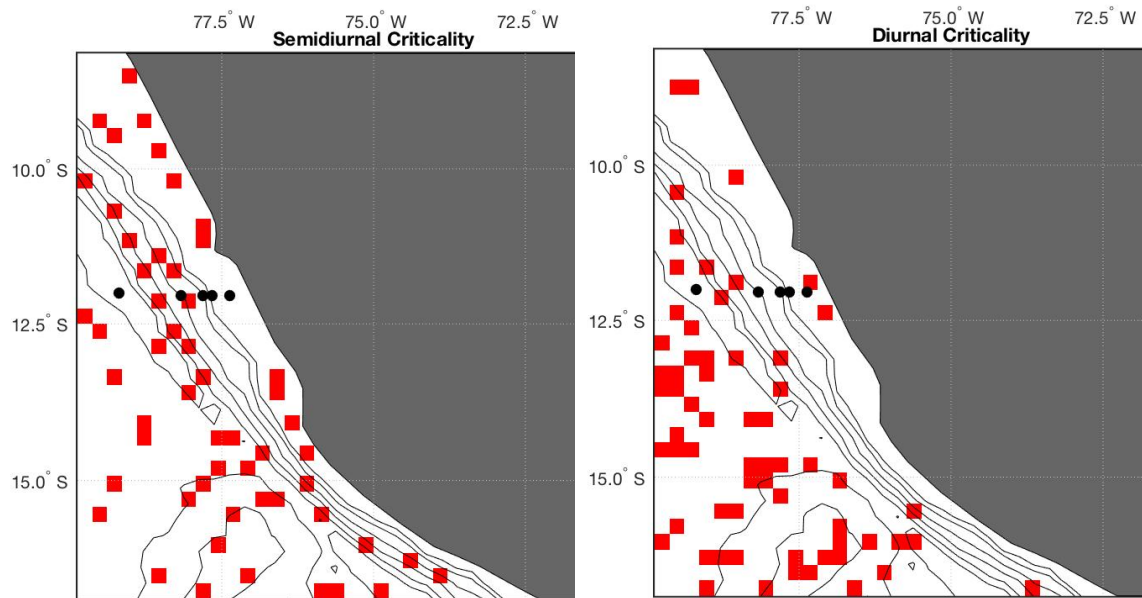 77.5° W 75.0° W 72.5° W
Semidiurnal Criticality
10.0° S
12.5° S
15.0° S
77.5° W 75.0° W 72.5° W
Diurnal Criticality
10.0° S
12.5° S
15.0° S